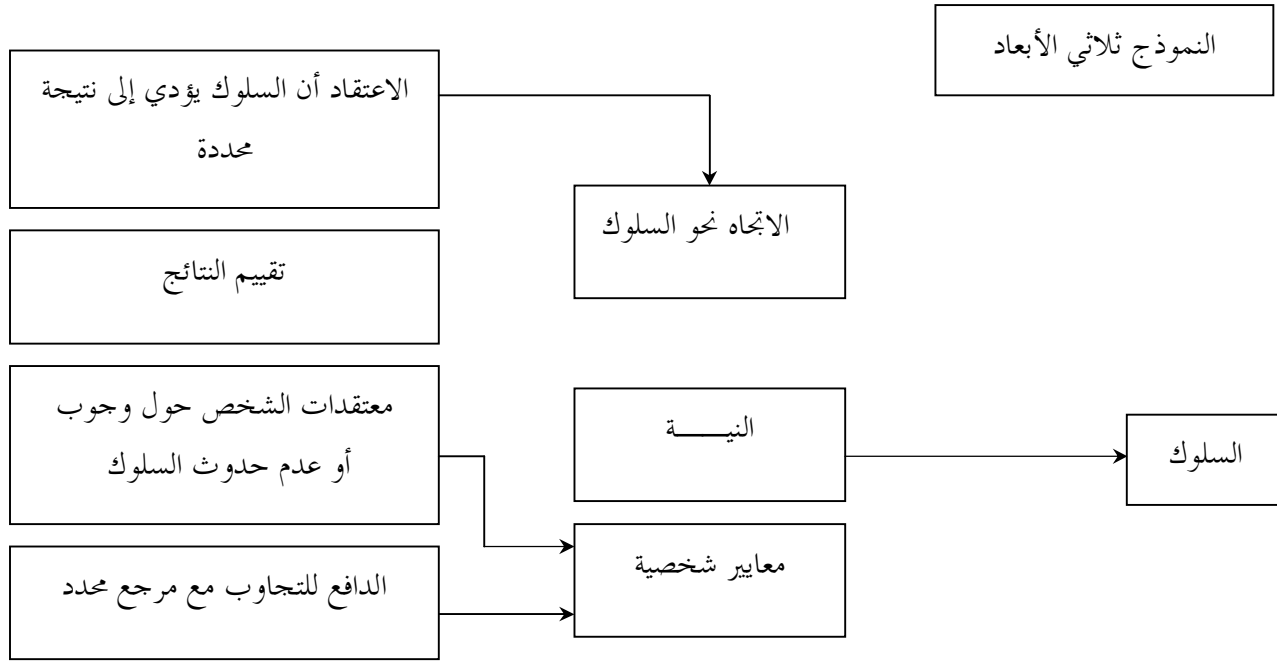 النموذج ثلاثي الأبعاد
الاعتقاد أن السلوك يؤدي إلى نتيجة
محددة
الاتجاه نحو السلوك
تقييم النتائج
معتقدات الشخص حول وجوب
أو عدم حدوث السلوك
النيـــــة
السلوك
معايير شخصية
الدافع للتجاوب مع مرجع محدد